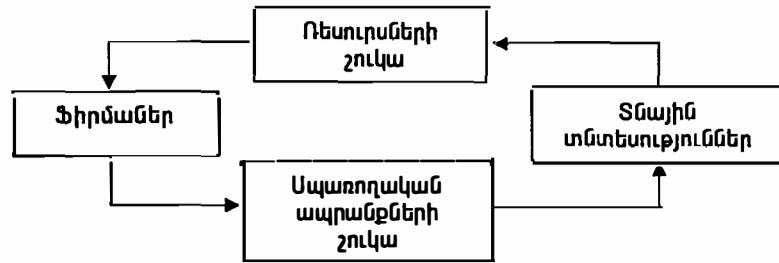 Ռեսուրսների
շուկա
Ֆիրմաներ
Տնային
տնտեսություններ
Սպառողական
ապրանքների
շուկա